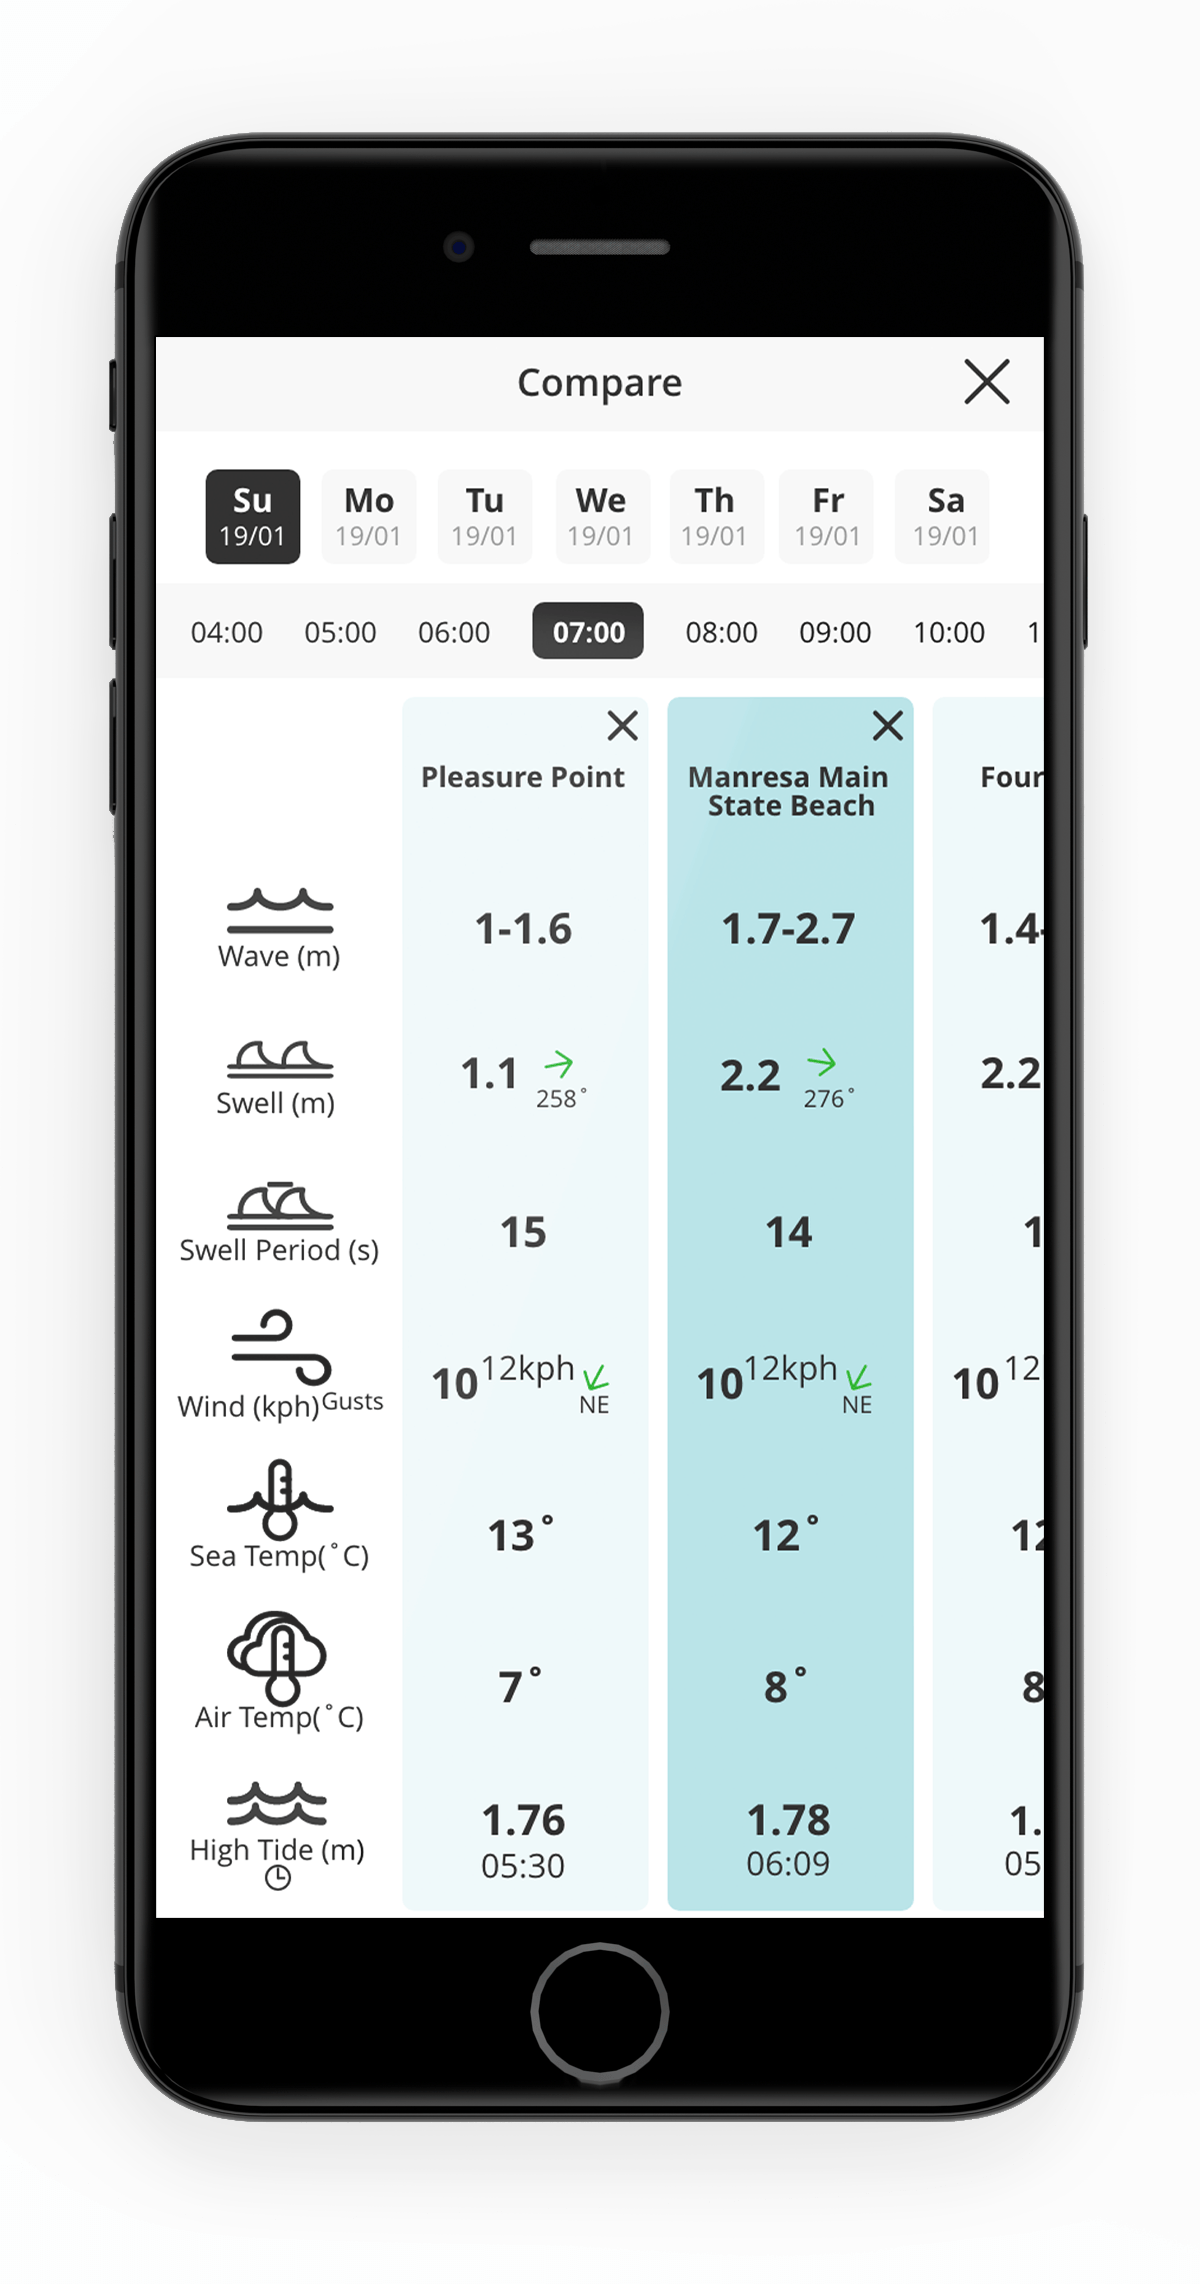 Compare
Su Mo Tu We Th Fr Sa
19/01 19/01 19/01 19/01 19/01 19/01 19/01
04:00 05:00 06:00 07:00 08:00 09:00 10:00 1
Pleasure Point
Manresa Main
State Beach
Four
Wave (m) 1-1.6 1.7-2.7 1.4-
Swell (m) 1.1 258° 2.2 276° 2.2
Swell Period (s) 15 14 1
Wind (kph) Gusts 10 12kph NE 10 12kph NE 10 12
Sea Temp(°C) 13° 12° 12
Air Temp(°C) 7° 8° 8
High Tide (m) 1.76 1.78 1.
05:30 06:09 05